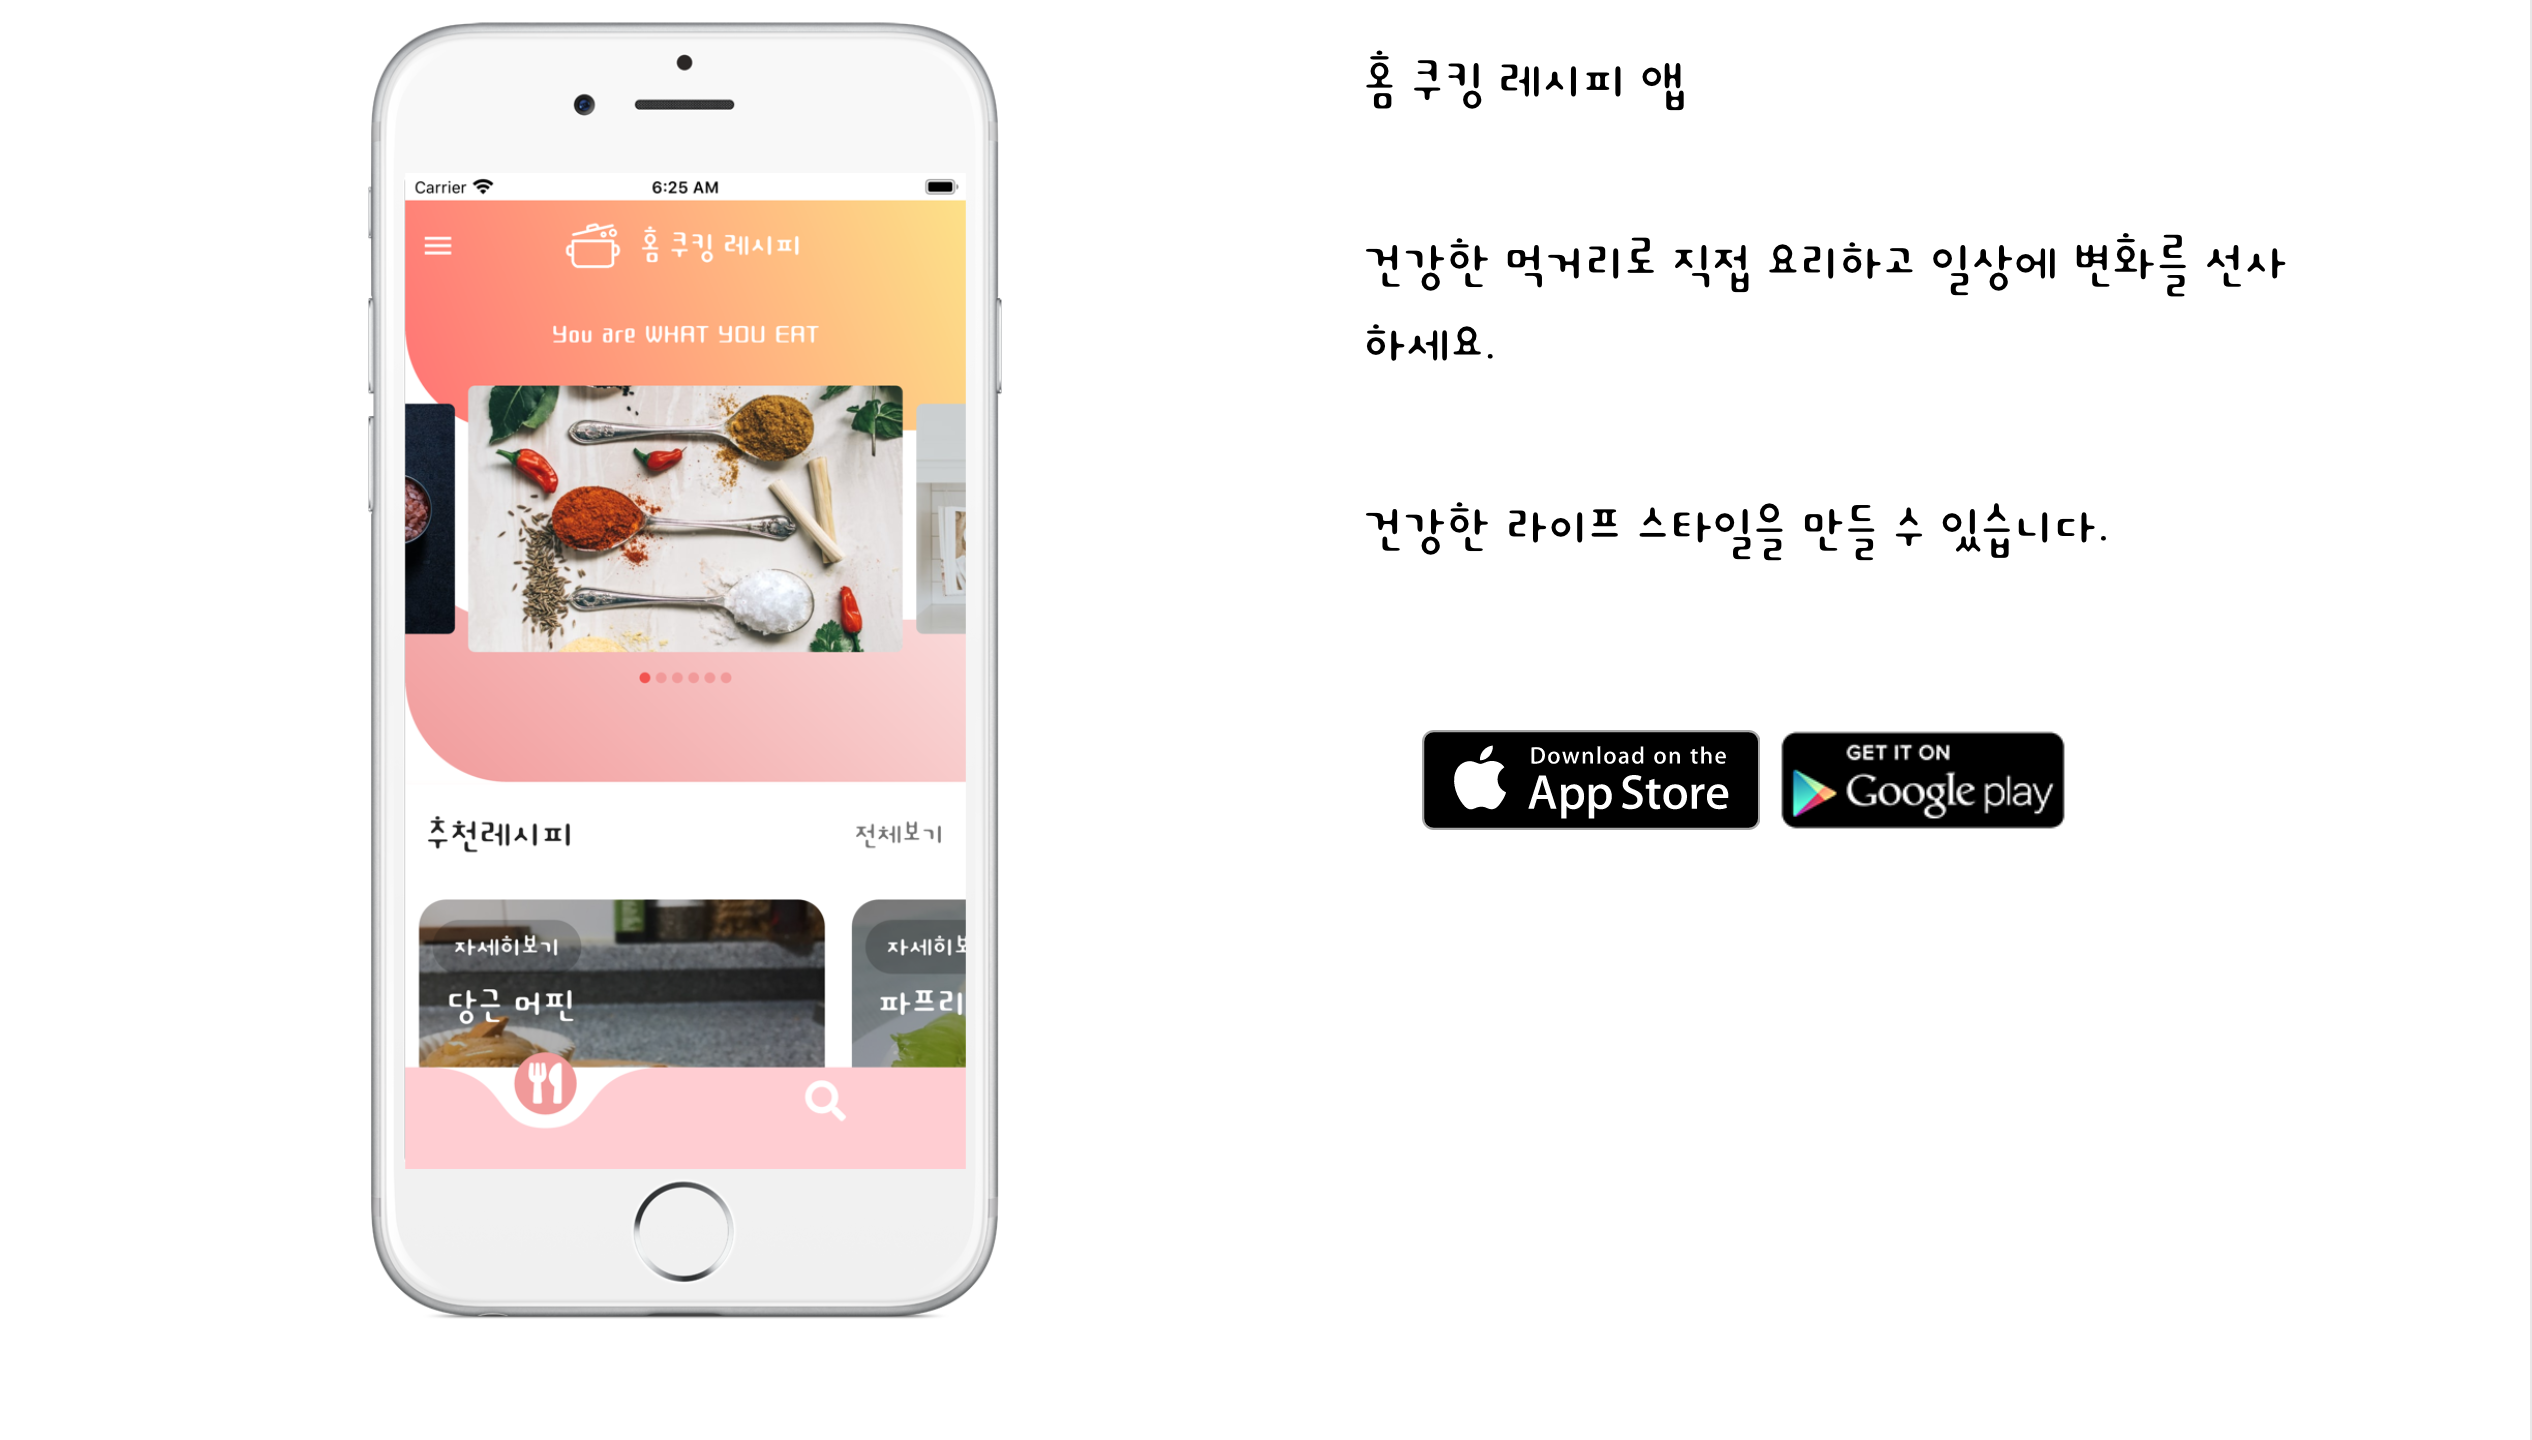 Carrier 6:25 AM
홈 쿠킹 레시피
You are WHAT YOU EAT
추천레시피 전체보기
자세히보기 자세히보
당근 머핀 파프리
홈 쿠킹 레시피 앱
건강한 먹거리로 직접 요리하고 일상에 변화를 선사
하세요.
건강한 라이프 스타일을 만들 수 있습니다.
Download on the
App Store
GET IT ON
Google play